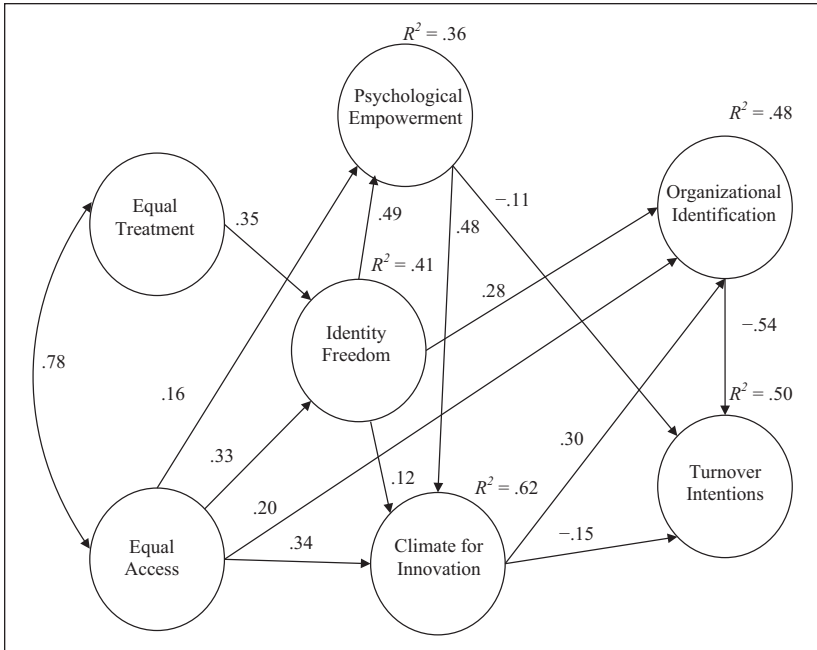 R² = .36
Psychological
Empowerment
R² = .48
Equal
Treatment
Organizational
Identification
.35
−.11
.49
.48
R² = .41
.28
Identity
Freedom
−.54
.78
.16
R² = .50
.33
.30
.12
R² = .62
Turnover
Intentions
.20
Equal
Access
.34
Climate for
Innovation
−.15